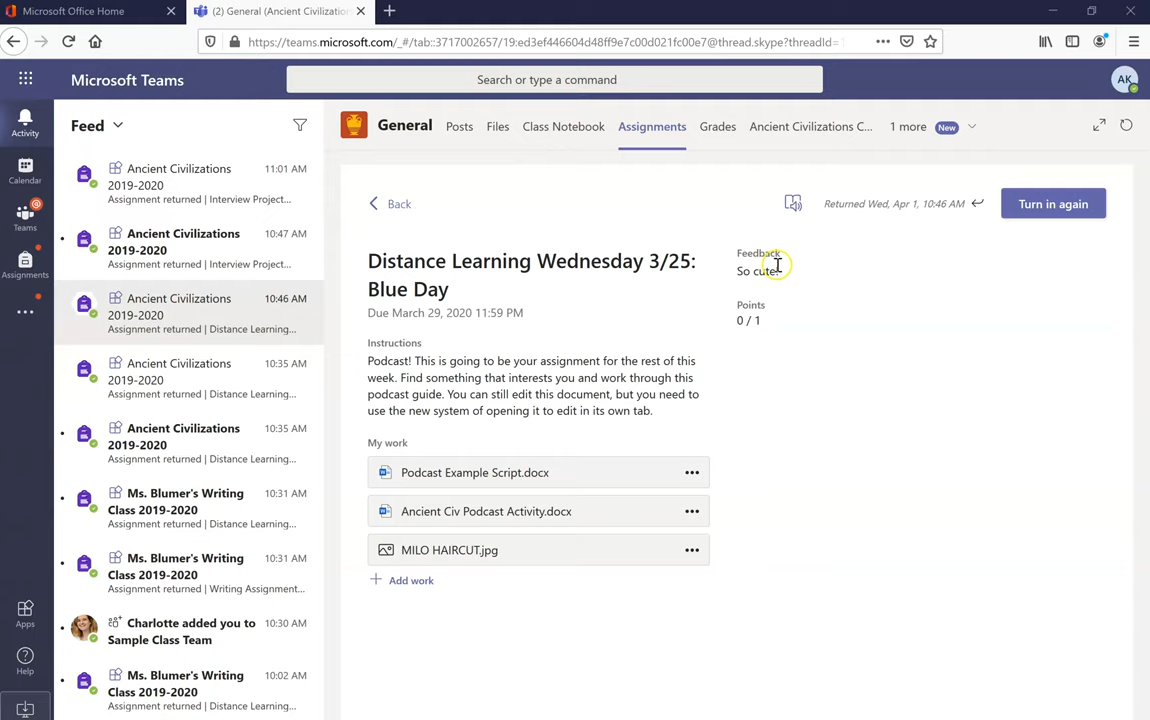 Microsoft Office Home
(2) General (Ancient Civilizatio
https://teams.microsoft.com/_#/tab::3717002657/19:ed3ef446604d48ff9e7c00d021fc00e7@thread.skype?threadId=
Microsoft Teams
Search or type a command
AK
Activity
Calendar
Teams
Assignments
Apps
Help
Feed
Ancient Civilizations
2019-2020
11:01 AM
Assignment returned | Interview Project...
Ancient Civilizations
2019-2020
10:47 AM
Assignment returned | Interview Project...
Ancient Civilizations
2019-2020
10:46 AM
Assignment returned | Distance Learning...
Ancient Civilizations
2019-2020
10:35 AM
Assignment returned | Distance Learning...
Ancient Civilizations
2019-2020
10:35 AM
Assignment returned | Distance Learning...
Ms. Blumer's Writing
Class 2019-2020
10:31 AM
Assignment returned | Distance Learning...
Ms. Blumer's Writing
Class 2019-2020
10:31 AM
Assignment returned | Writing Assignment...
Charlotte added you to
Sample Class Team
10:30 AM
Ms. Blumer's Writing
Class 2019-2020
10:02 AM
Assignment returned | Distance Learning...
General
Posts
Files
Class Notebook
Assignments
Grades
Ancient Civilizations C...
1 more
New
Back
Returned Wed, Apr 1, 10:46 AM
Turn in again
Distance Learning Wednesday 3/25:
Blue Day
Due March 29, 2020 11:59 PM
Instructions
Podcast! This is going to be your assignment for the rest of this
week. Find something that interests you and work through this
podcast guide. You can still edit this document, but you need to
use the new system of opening it to edit in its own tab.
My work
Podcast Example Script.docx
Ancient Civ Podcast Activity.docx
MILO HAIRCUT.jpg
Add work
Feedback
So cute!
Points
0 / 1